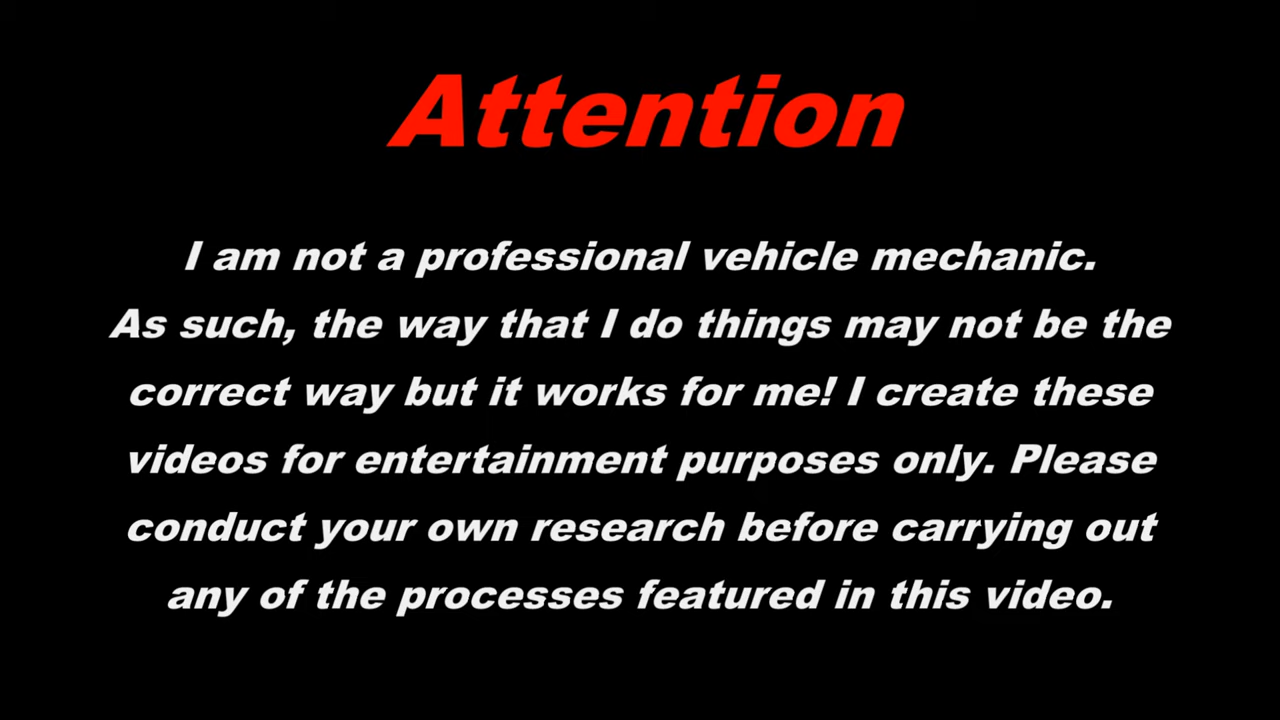 Attention
I am not a professional vehicle mechanic.
As such, the way that I do things may not be the
correct way but it works for me! I create these
videos for entertainment purposes only. Please
conduct your own research before carrying out
any of the processes featured in this video.